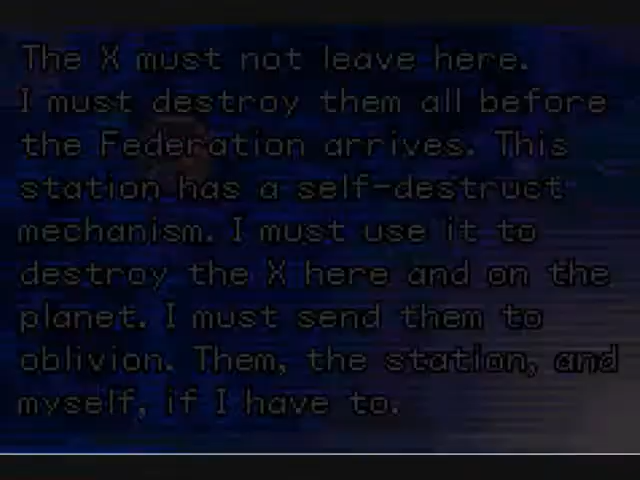 The X must not leave here.
I must destroy them all before
the Federation arrives. This
station has a self-destruct
mechanism. I must use it to
destroy the X here and on the
planet. I must send them to
oblivion. Them, the station, and
myself, if I have to.